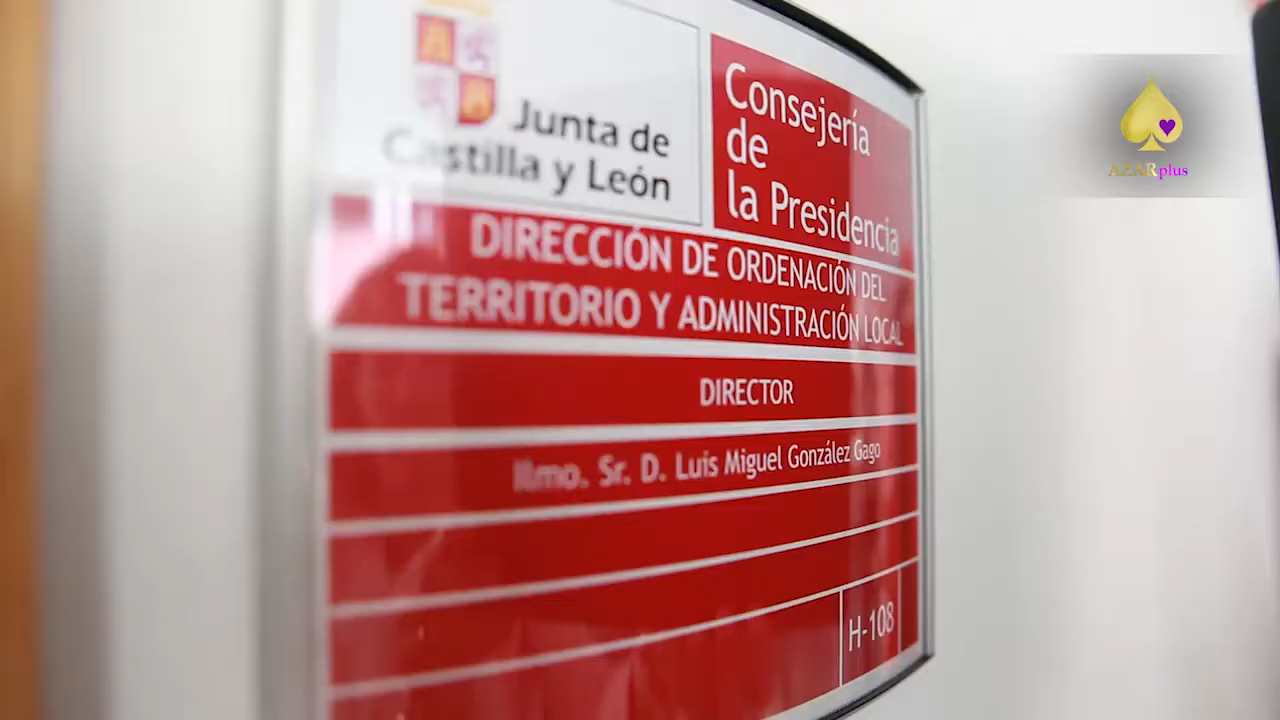 Junta de
Castilla y León
Consejería
de
la Presidencia
DIRECCIÓN DE ORDENACIÓN DEL
TERRITORIO Y ADMINISTRACIÓN LOCAL
DIRECTOR
Ilmo. Sr. D. Luis Miguel González Gago
H-108
AZARplus